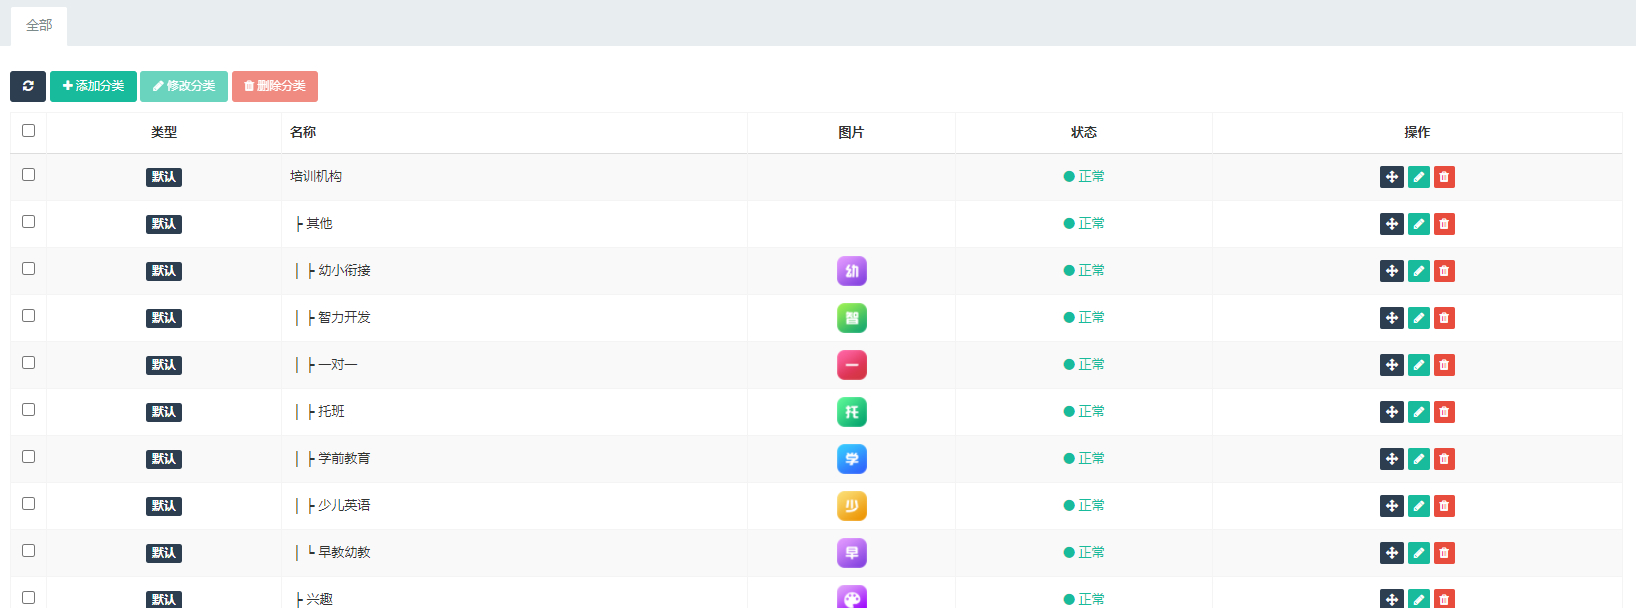 全部
添加分类 修改分类 删除分类
类型 名称 图片 状态 操作
默认 培训机构 正常
默认 ├ 其他 正常
默认 │ ├ 幼小衔接 幼 正常
默认 │ ├ 智力开发 智 正常
默认 │ ├ 一对一 一 正常
默认 │ ├ 托班 托 正常
默认 │ ├ 学前教育 学 正常
默认 │ ├ 少儿英语 少 正常
默认 │ └ 早教幼教 早 正常
默认 ├ 兴趣 正常